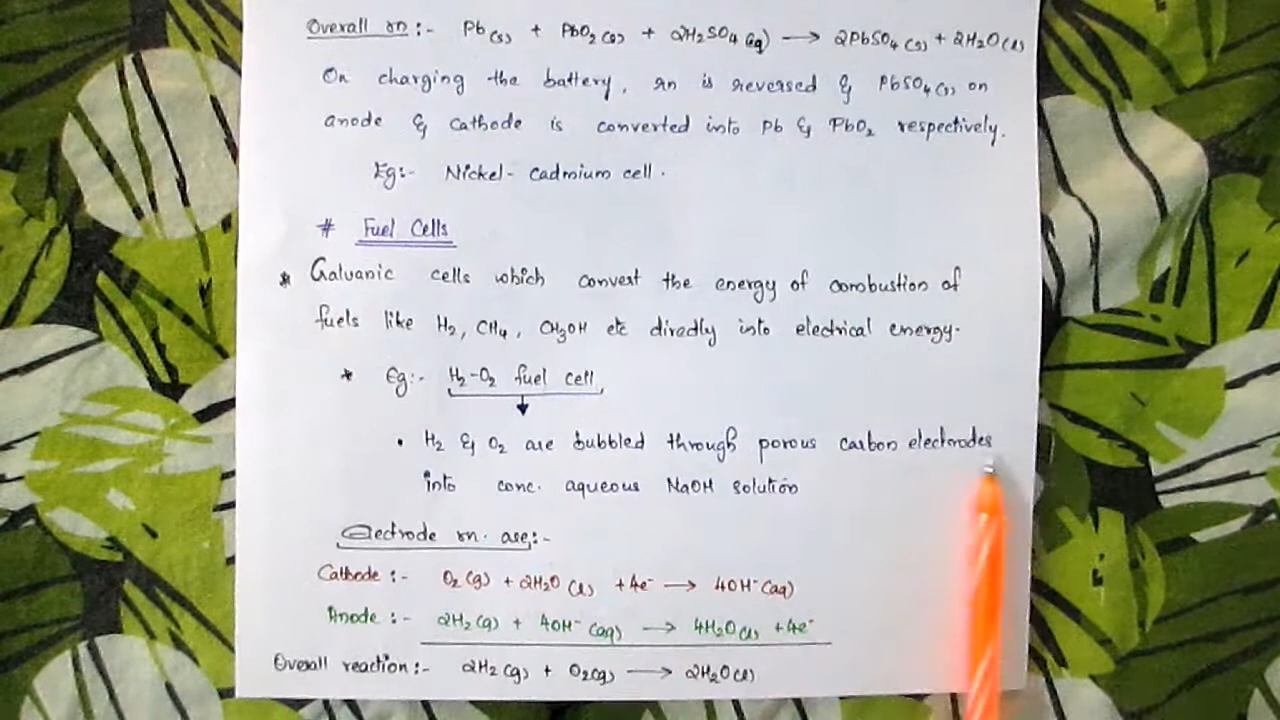 Overall rn :- Pb(s) + PbO2(s) + 2H2SO4(aq) → 2PbSO4(s) + 2H2O(l)
On charging the battery, rn is reversed & PbSO4(s) on
anode & cathode is converted into Pb & PbO2 respectively.
Eg:- Nickel-cadmium cell.
# Fuel Cells
* Galvanic cells which convert the energy of combustion of
fuels like H2, CH4, CH3OH etc directly into electrical energy.
* Eg:- H2-O2 fuel cell
• H2 & O2 are bubbled through porous carbon electrodes
into conc. aqueous NaOH solution
Electrode rn. are:-
Cathode :- O2(g) + 2H2O(l) + 4e⁻ → 4OH⁻(aq)
Anode :- 2H2(g) + 4OH⁻(aq) → 4H2O(l) + 4e⁻
Overall reaction:- 2H2(g) + O2(g) → 2H2O(l)